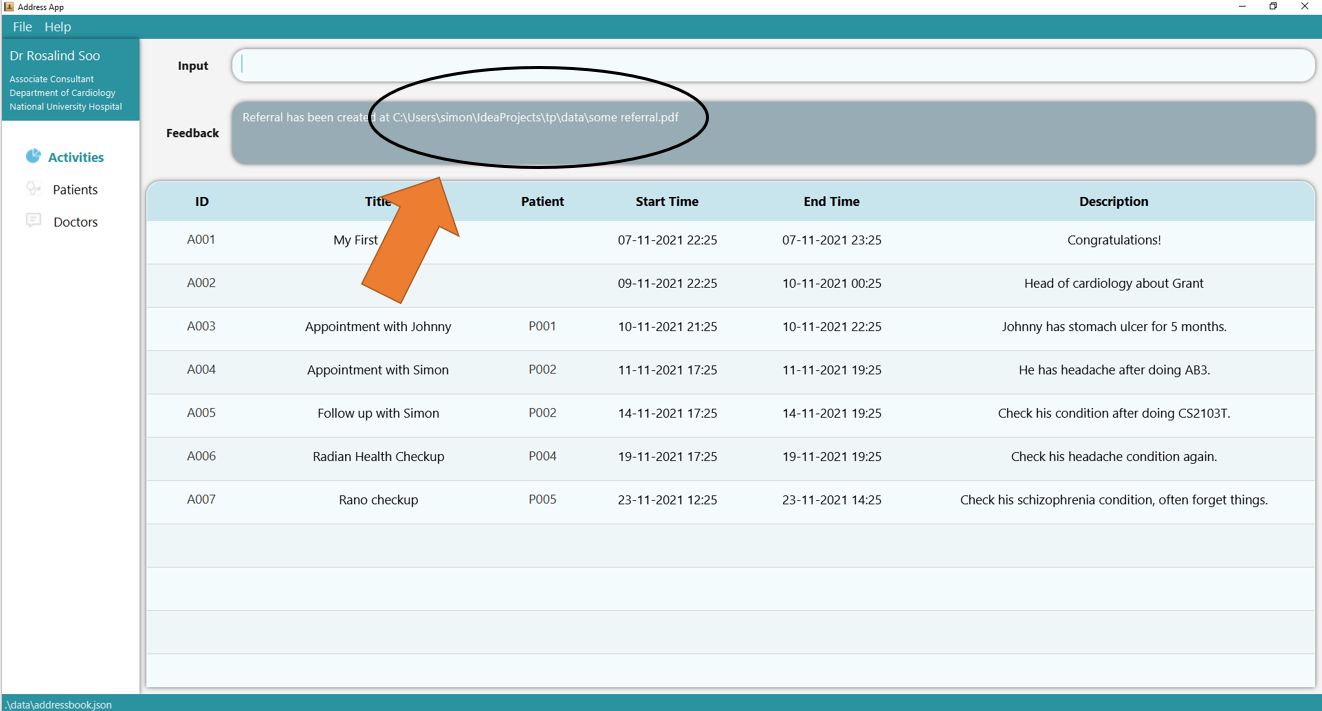 Address App
File Help
Dr Rosalind Soo
Associate Consultant
Department of Cardiology
National University Hospital
Activities
Patients
Doctors
Input
Feedback
Referral has been created at C:\Users\simon\IdeaProjects\tp\data\some referral.pdf
ID Title Patient Start Time End Time Description
A001 My First 07-11-2021 22:25 07-11-2021 23:25 Congratulations!
A002 09-11-2021 22:25 10-11-2021 00:25 Head of cardiology about Grant
A003 Appointment with Johnny P001 10-11-2021 21:25 10-11-2021 22:25 Johnny has stomach ulcer for 5 months.
A004 Appointment with Simon P002 11-11-2021 17:25 11-11-2021 19:25 He has headache after doing AB3.
A005 Follow up with Simon P002 14-11-2021 17:25 14-11-2021 19:25 Check his condition after doing CS2103T.
A006 Radian Health Checkup P004 19-11-2021 17:25 19-11-2021 19:25 Check his headache condition again.
A007 Rano checkup P005 23-11-2021 12:25 23-11-2021 14:25 Check his schizophrenia condition, often forget things.
.\data\addressbook.json